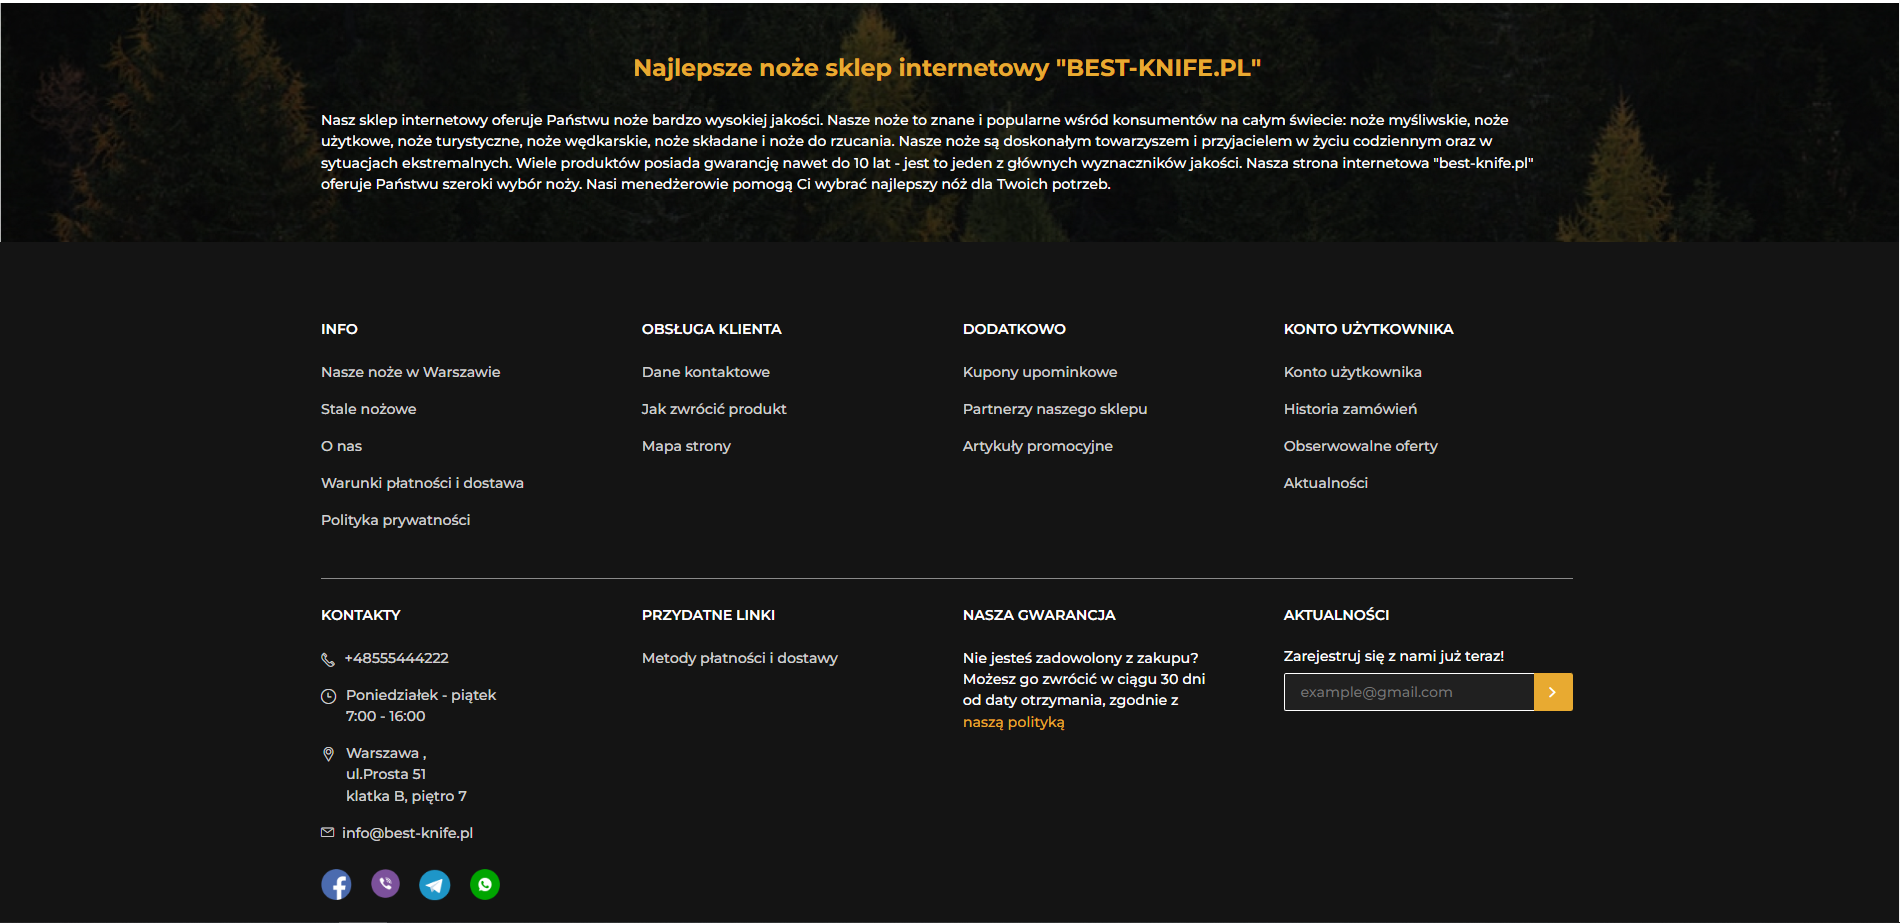 Najlepsze noże sklep internetowy "BEST-KNIFE.PL"
Nasz sklep internetowy oferuje Państwu noże bardzo wysokiej jakości. Nasze noże to znane i popularne wśród konsumentów na całym świecie: noże myśliwskie, noże
użytkowe, noże turystyczne, noże wędkarskie, noże składane i noże do rzucania. Nasze noże są doskonałym towarzyszem i przyjacielem w życiu codziennym oraz w
sytuacjach ekstremalnych. Wiele produktów posiada gwarancję nawet do 10 lat - jest to jeden z głównych wyznaczników jakości. Nasza strona internetowa "best-knife.pl"
oferuje Państwu szeroki wybór noży. Nasi menedżerowie pomogą Ci wybrać najlepszy nóż dla Twoich potrzeb.
INFO
Nasze noże w Warszawie
Stale nożowe
O nas
Warunki płatności i dostawa
Polityka prywatności
OBSŁUGA KLIENTA
Dane kontaktowe
Jak zwrócić produkt
Mapa strony
DODATKOWO
Kupony upominkowe
Partnerzy naszego sklepu
Artykuły promocyjne
KONTO UŻYTKOWNIKA
Konto użytkownika
Historia zamówień
Obserwowalne oferty
Aktualności
KONTAKTY
+48555444222
Poniedziałek - piątek
7:00 - 16:00
Warszawa ,
ul.Prosta 51
klatka B, piętro 7
info@best-knife.pl
PRZYDATNE LINKI
Metody płatności i dostawy
NASZA GWARANCJA
Nie jesteś zadowolony z zakupu?
Możesz go zwrócić w ciągu 30 dni
od daty otrzymania, zgodnie z
naszą polityką
AKTUALNOŚCI
Zarejestruj się z nami już teraz!
example@gmail.com